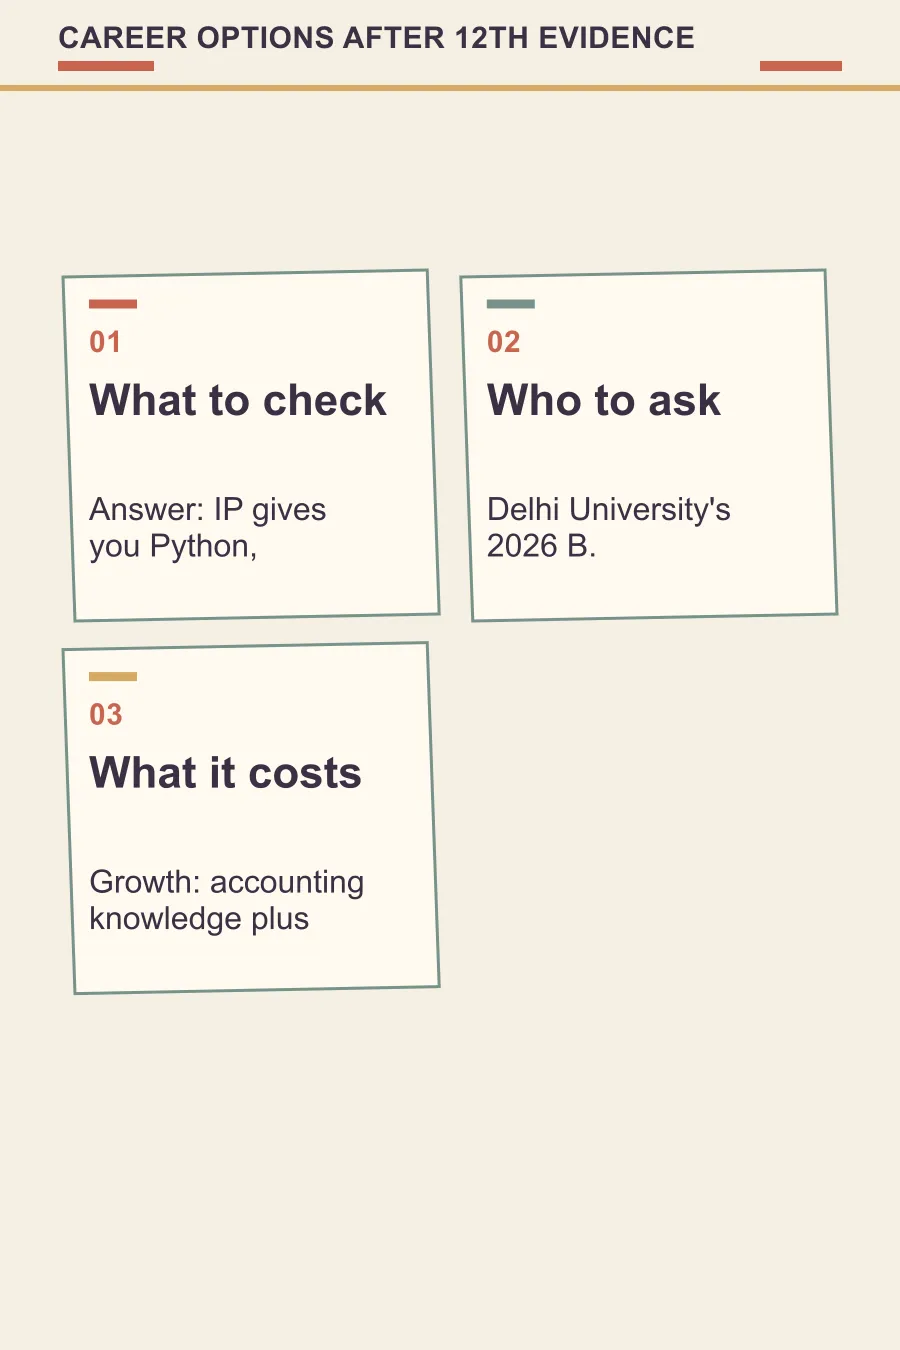 CAREER OPTIONS AFTER 12TH EVIDENCE
01
What to check
Answer: IP gives
you Python,
02
Who to ask
Delhi University's
2026 B.
03
What it costs
Growth: accounting
knowledge plus